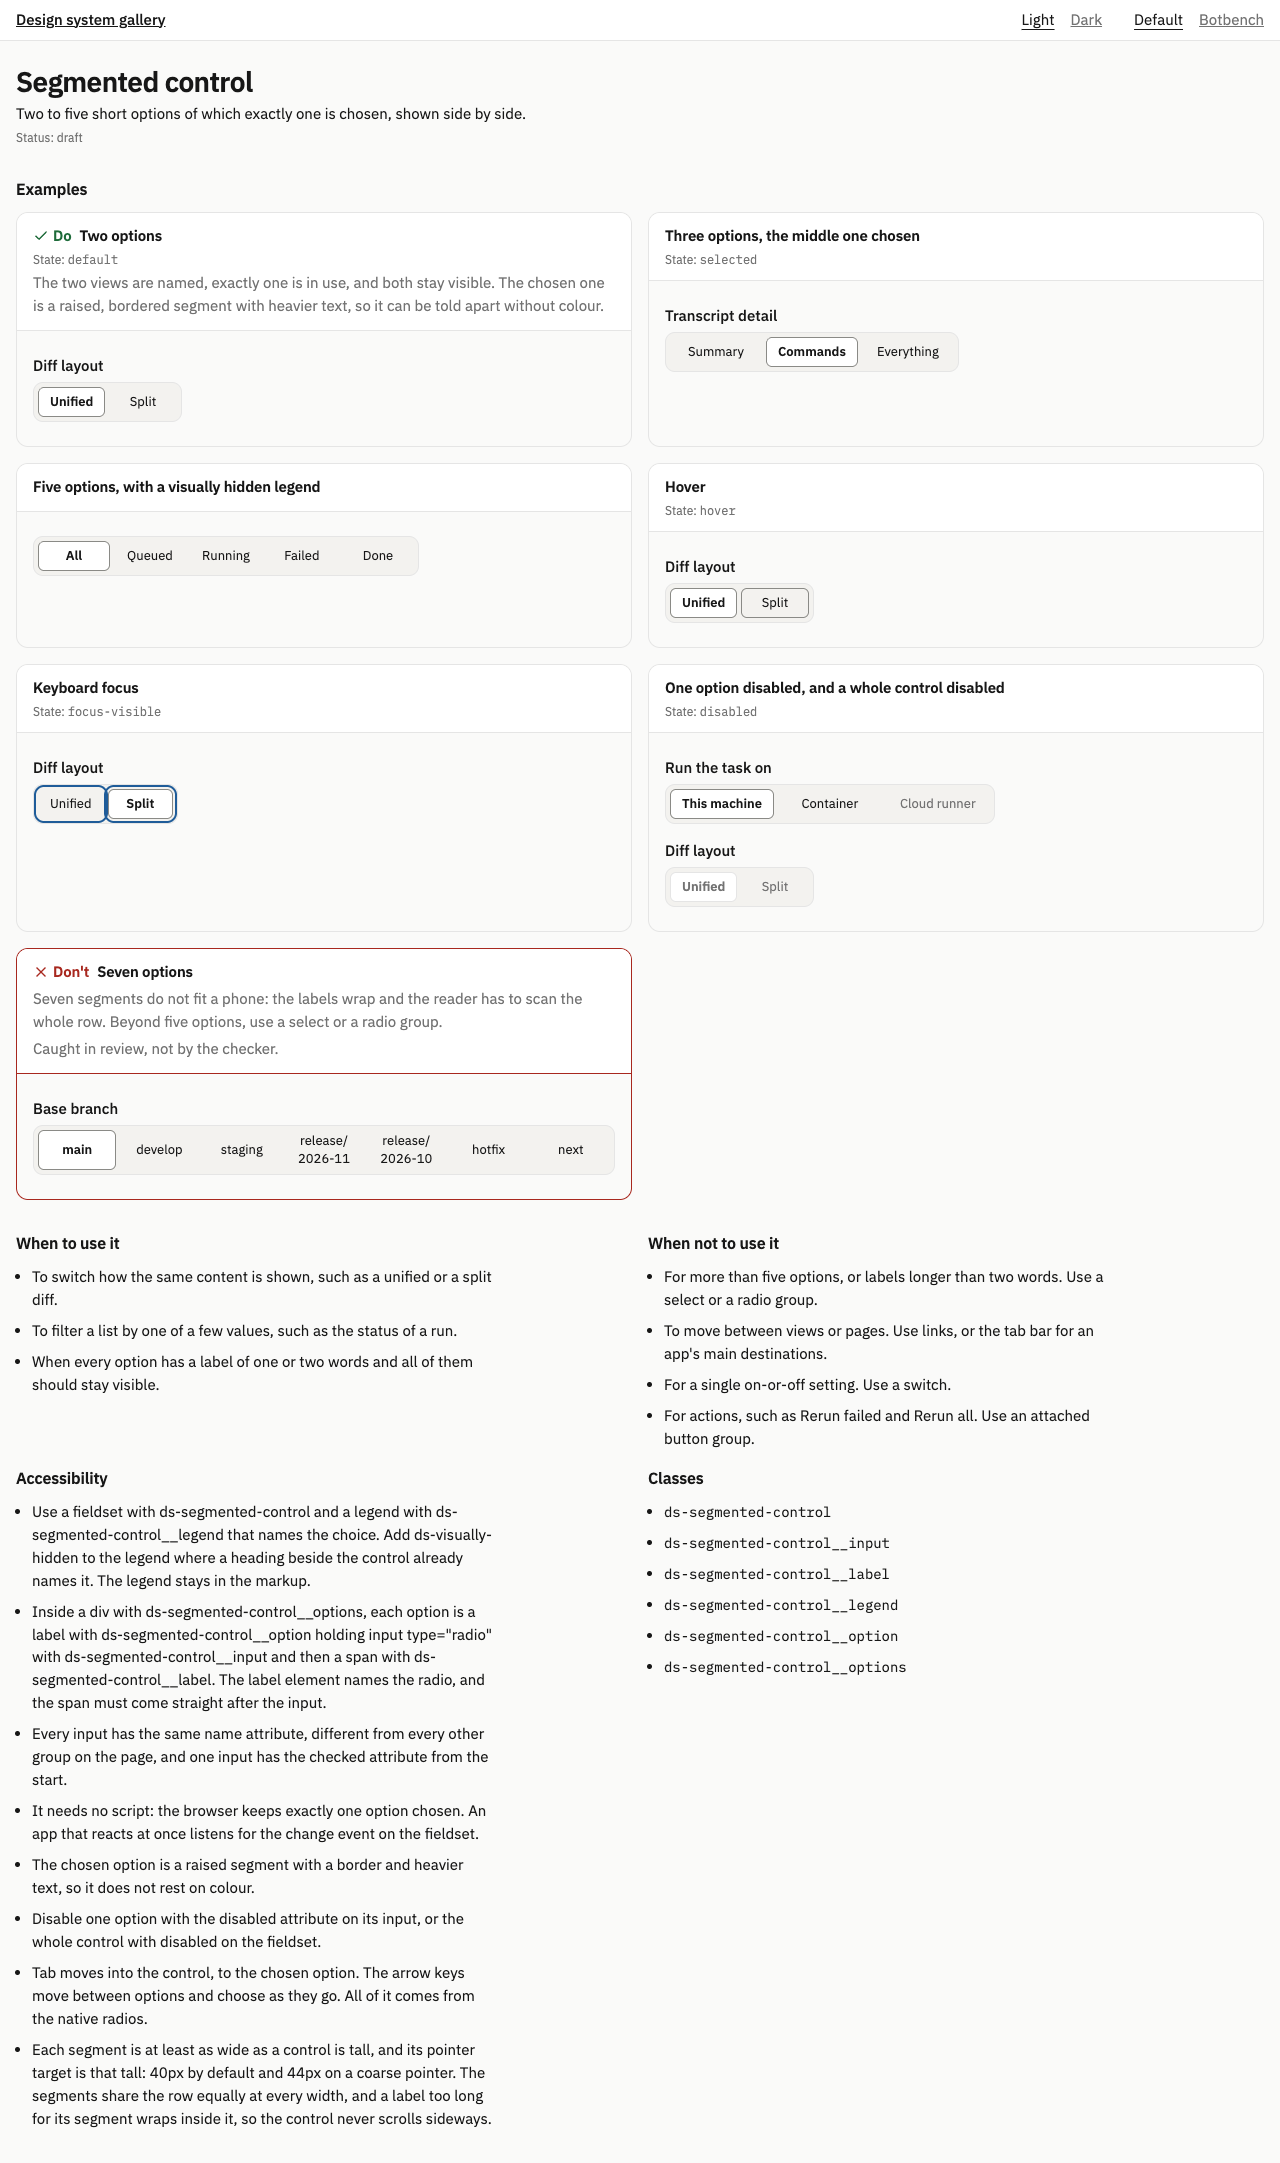 Design system gallery
Light
Dark
Default
Botbench
Segmented control
Two to five short options of which exactly one is chosen, shown side by side.
Status: draft
Examples
Do Two options
State: default
The two views are named, exactly one is in use, and both stay visible. The chosen one
is a raised, bordered segment with heavier text, so it can be told apart without colour.
Diff layout
Unified
Split
Three options, the middle one chosen
State: selected
Transcript detail
Summary
Commands
Everything
Five options, with a visually hidden legend
All
Queued
Running
Failed
Done
Hover
State: hover
Diff layout
Unified
Split
Keyboard focus
State: focus-visible
Diff layout
Unified
Split
One option disabled, and a whole control disabled
State: disabled
Run the task on
This machine
Container
Cloud runner
Diff layout
Unified
Split
Don't Seven options
Seven segments do not fit a phone: the labels wrap and the reader has to scan the
whole row. Beyond five options, use a select or a radio group.
Caught in review, not by the checker.
Base branch
main
develop
staging
release/
2026-11
release/
2026-10
hotfix
next
When to use it
To switch how the same content is shown, such as a unified or a split
diff.
To filter a list by one of a few values, such as the status of a run.
When every option has a label of one or two words and all of them
should stay visible.
When not to use it
For more than five options, or labels longer than two words. Use a
select or a radio group.
To move between views or pages. Use links, or the tab bar for an
app's main destinations.
For a single on-or-off setting. Use a switch.
For actions, such as Rerun failed and Rerun all. Use an attached
button group.
Accessibility
Use a fieldset with ds-segmented-control and a legend with ds-
segmented-control__legend that names the choice. Add ds-visually-
hidden to the legend where a heading beside the control already
names it. The legend stays in the markup.
Inside a div with ds-segmented-control__options, each option is a
label with ds-segmented-control__option holding input type="radio"
with ds-segmented-control__input and then a span with ds-
segmented-control__label. The label element names the radio, and
the span must come straight after the input.
Every input has the same name attribute, different from every other
group on the page, and one input has the checked attribute from the
start.
It needs no script: the browser keeps exactly one option chosen. An
app that reacts at once listens for the change event on the fieldset.
The chosen option is a raised segment with a border and heavier
text, so it does not rest on colour.
Disable one option with the disabled attribute on its input, or the
whole control with disabled on the fieldset.
Tab moves into the control, to the chosen option. The arrow keys
move between options and choose as they go. All of it comes from
the native radios.
Each segment is at least as wide as a control is tall, and its pointer
target is that tall: 40px by default and 44px on a coarse pointer. The
segments share the row equally at every width, and a label too long
for its segment wraps inside it, so the control never scrolls sideways.
Classes
ds-segmented-control
ds-segmented-control__input
ds-segmented-control__label
ds-segmented-control__legend
ds-segmented-control__option
ds-segmented-control__options